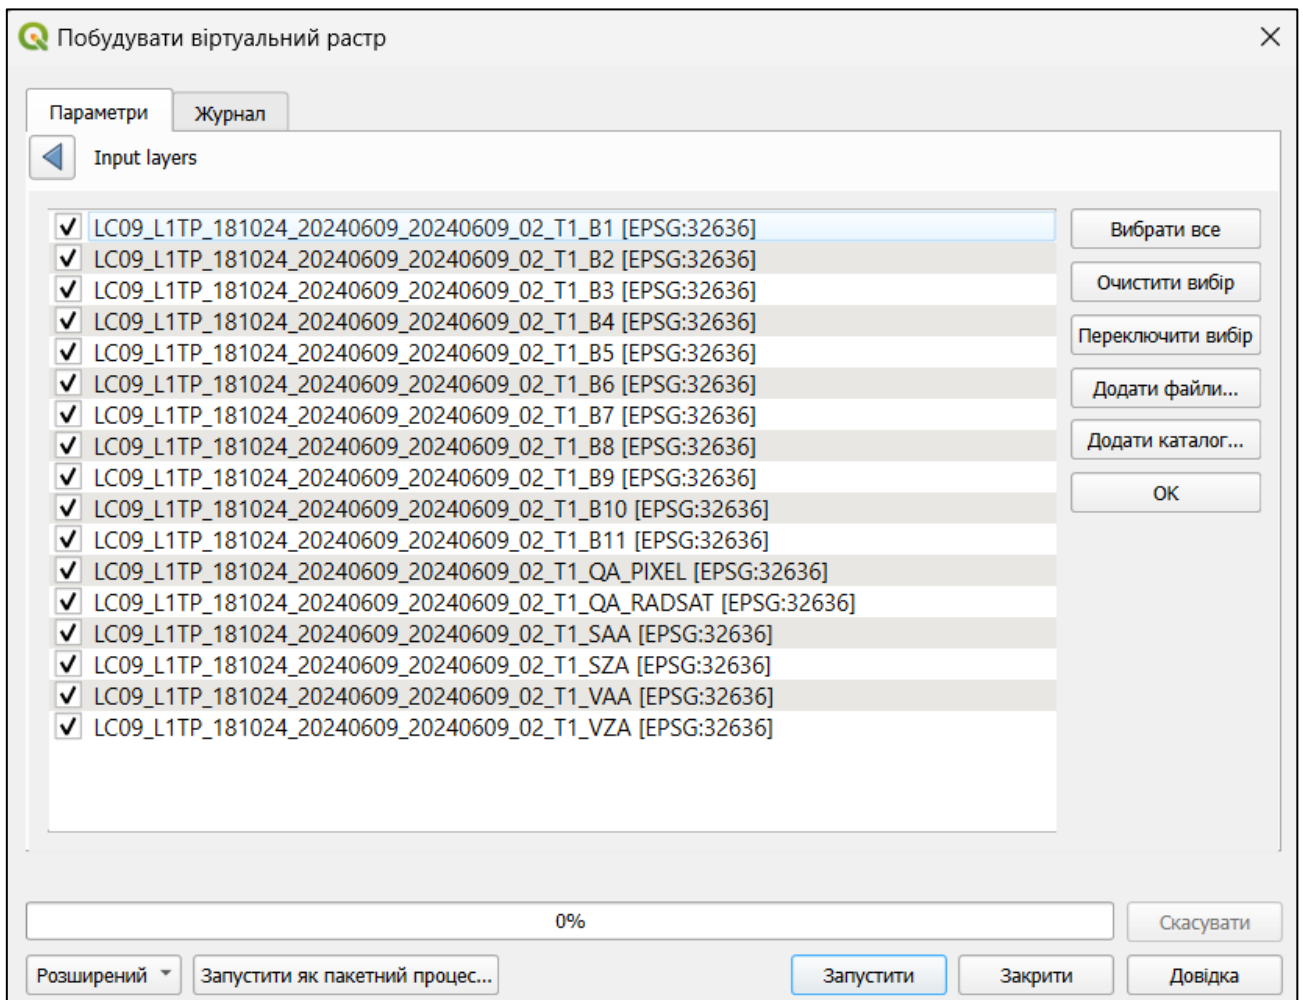 Побудувати віртуальний растр
Параметри
Журнал
Input layers
LC09_L1TP_181024_20240609_20240609_02_T1_B1 [EPSG:32636]
LC09_L1TP_181024_20240609_20240609_02_T1_B2 [EPSG:32636]
LC09_L1TP_181024_20240609_20240609_02_T1_B3 [EPSG:32636]
LC09_L1TP_181024_20240609_20240609_02_T1_B4 [EPSG:32636]
LC09_L1TP_181024_20240609_20240609_02_T1_B5 [EPSG:32636]
LC09_L1TP_181024_20240609_20240609_02_T1_B6 [EPSG:32636]
LC09_L1TP_181024_20240609_20240609_02_T1_B7 [EPSG:32636]
LC09_L1TP_181024_20240609_20240609_02_T1_B8 [EPSG:32636]
LC09_L1TP_181024_20240609_20240609_02_T1_B9 [EPSG:32636]
LC09_L1TP_181024_20240609_20240609_02_T1_B10 [EPSG:32636]
LC09_L1TP_181024_20240609_20240609_02_T1_B11 [EPSG:32636]
LC09_L1TP_181024_20240609_20240609_02_T1_QA_PIXEL [EPSG:32636]
LC09_L1TP_181024_20240609_20240609_02_T1_QA_RADSAT [EPSG:32636]
LC09_L1TP_181024_20240609_20240609_02_T1_SAA [EPSG:32636]
LC09_L1TP_181024_20240609_20240609_02_T1_SZA [EPSG:32636]
LC09_L1TP_181024_20240609_20240609_02_T1_VAA [EPSG:32636]
LC09_L1TP_181024_20240609_20240609_02_T1_VZA [EPSG:32636]
Вибрати все
Очистити вибір
Переключити вибір
Додати файли...
Додати каталог...
OK
0%
Скасувати
Розширений
Запустити як пакетний процес...
Запустити
Закрити
Довідка